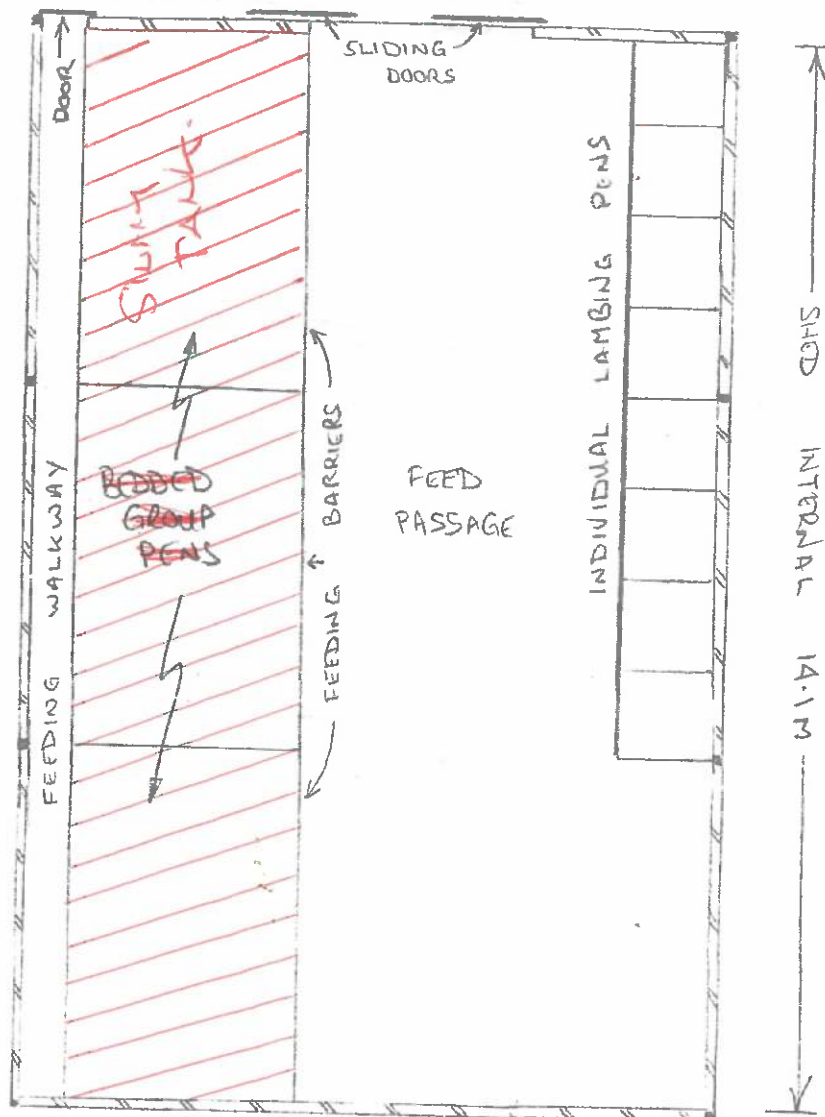 SLIDING
DOORS
DOOR
SLURRY
TANK.
BEDDED
GROUP
PENS
FEEDING WALKWAY
FEEDING BARRIERS
FEED
PASSAGE
INDIVIDUAL LAMBING PENS
SHED INTERNAL 14.1M